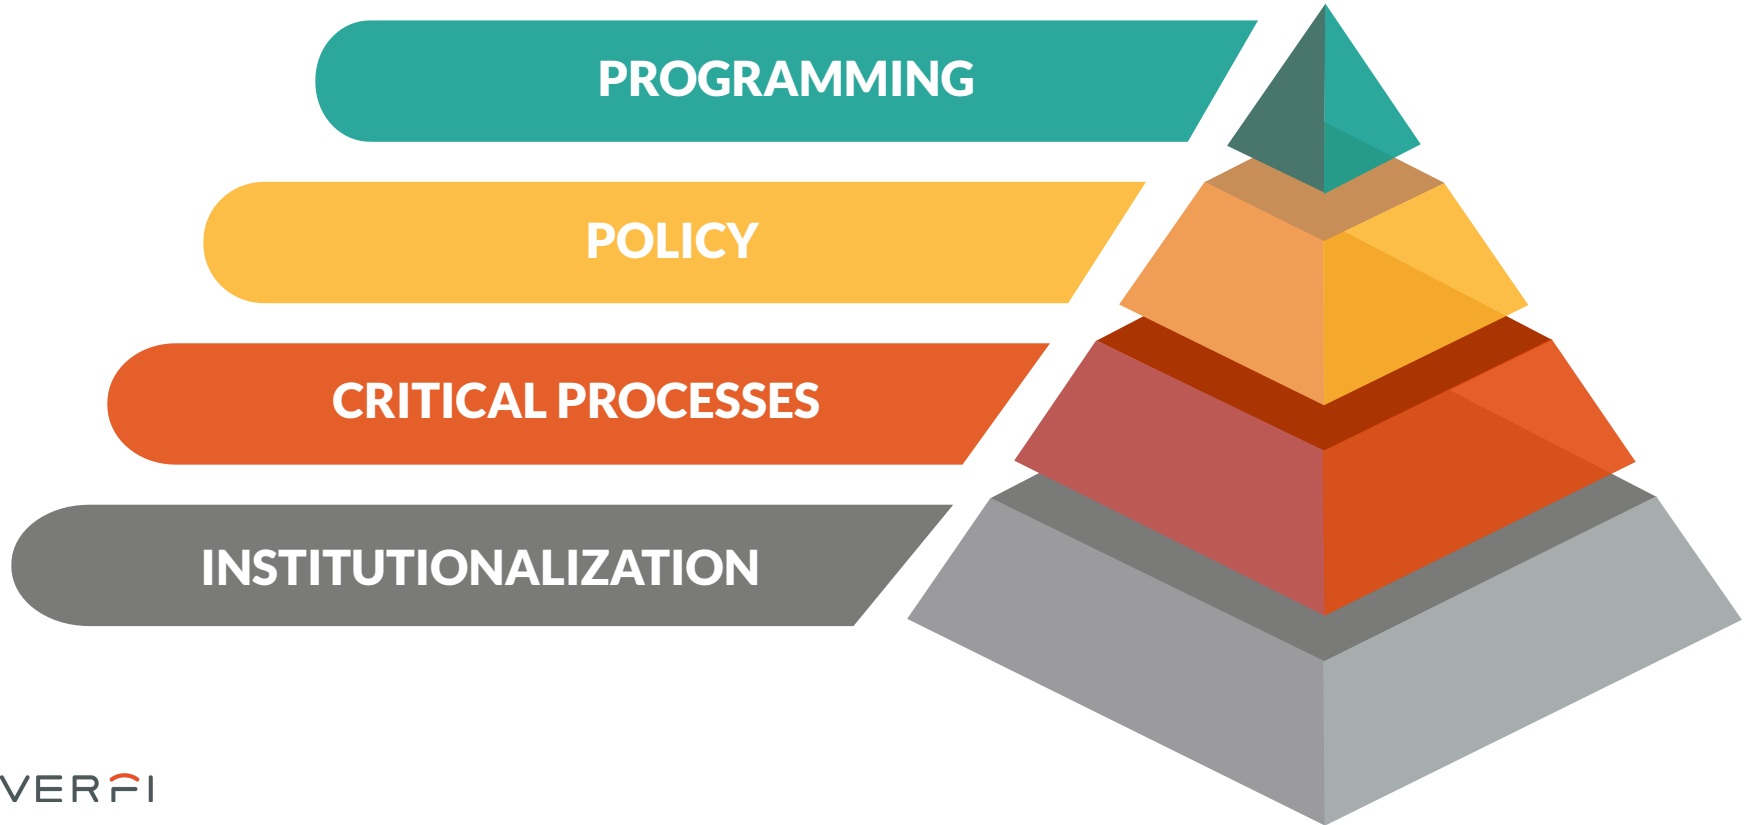 PROGRAMMING
POLICY
CRITICAL PROCESSES
INSTITUTIONALIZATION
VERFI